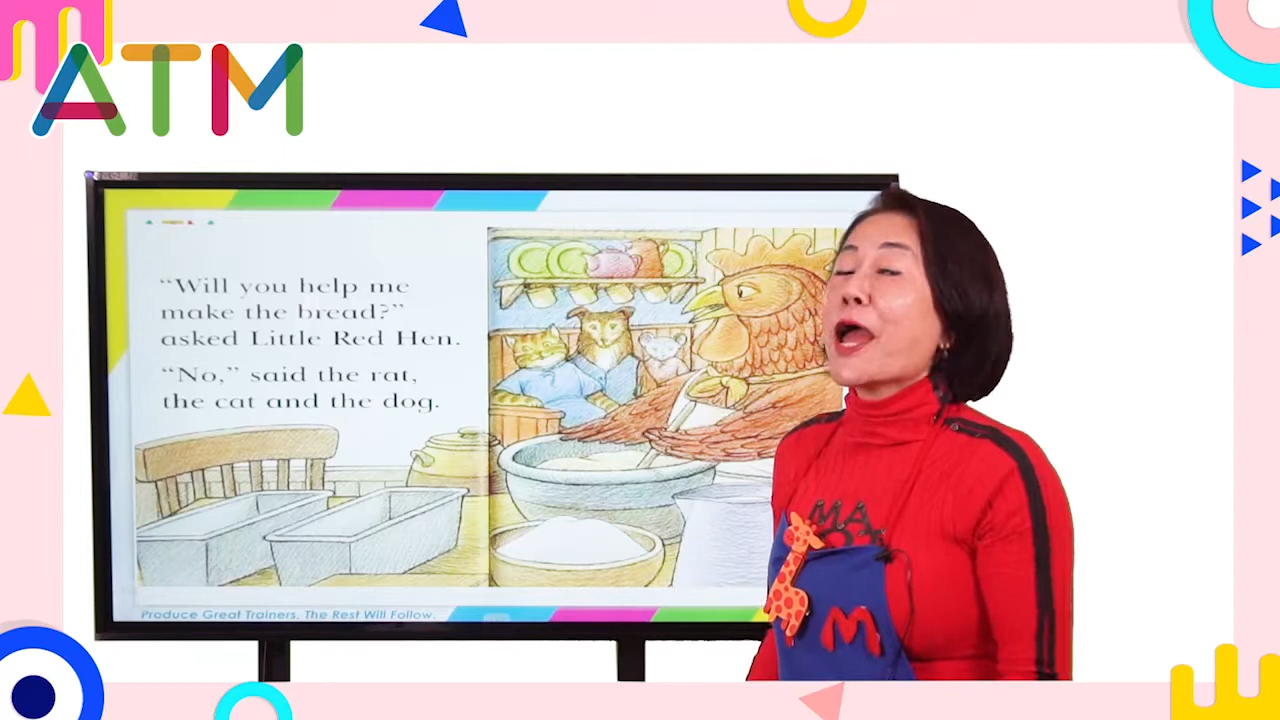 ATM
“Will you help me
make the bread?”
asked Little Red Hen.
“No,” said the rat,
the cat and the dog.
Produce Great Trainers, The Rest Will Follow.
M